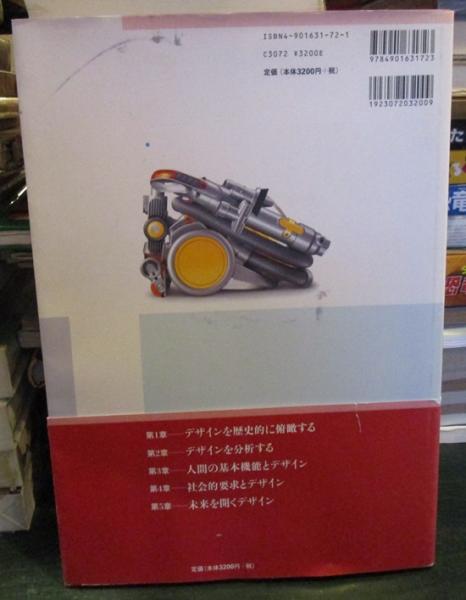 ISBN4-901631-72-1
C3072 ¥3200E
定価（本体3200円+税）
9784901631723
1923072032009
第1章──デザインを歴史的に俯瞰する
第2章──デザインを分析する
第3章──人間の基本機能とデザイン
第4章──社会的要求とデザイン
第5章──未来を開くデザイン
定価（本体3200円+税）
た
竜
恐